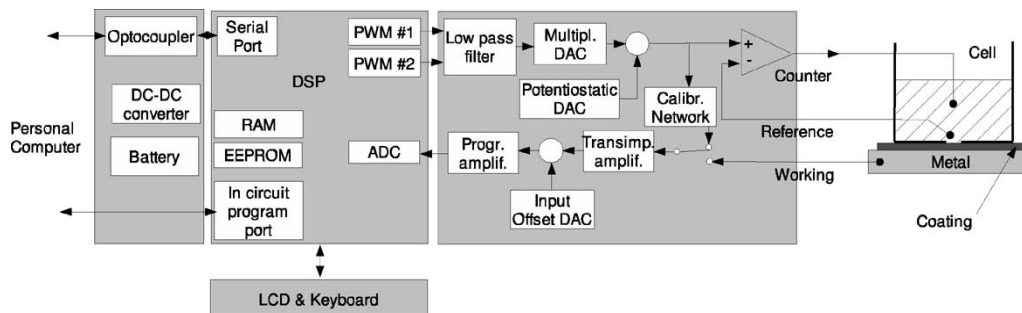 Personal
Computer
Optocoupler
DC-DC
converter
Battery
Serial
Port
DSP
RAM
EEPROM
In circuit
program
port
PWM #1
PWM #2
ADC
LCD & Keyboard
Low pass
filter
Multipl.
DAC
Potentiostatic
DAC
Calibr.
Network
Progr.
amplif.
Transimp.
amplif.
Input
Offset DAC
+
-
Counter
Reference
Working
Cell
Metal
Coating